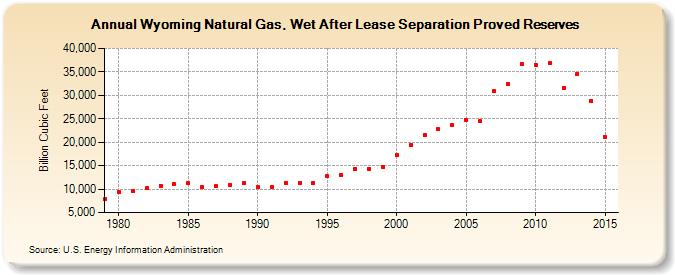 Annual Wyoming Natural Gas, Wet After Lease Separation Proved Reserves
Billion Cubic Feet
40,000
35,000
30,000
25,000
20,000
15,000
10,000
5,000
1980 1985 1990 1995 2000 2005 2010 2015
Source: U.S. Energy Information Administration